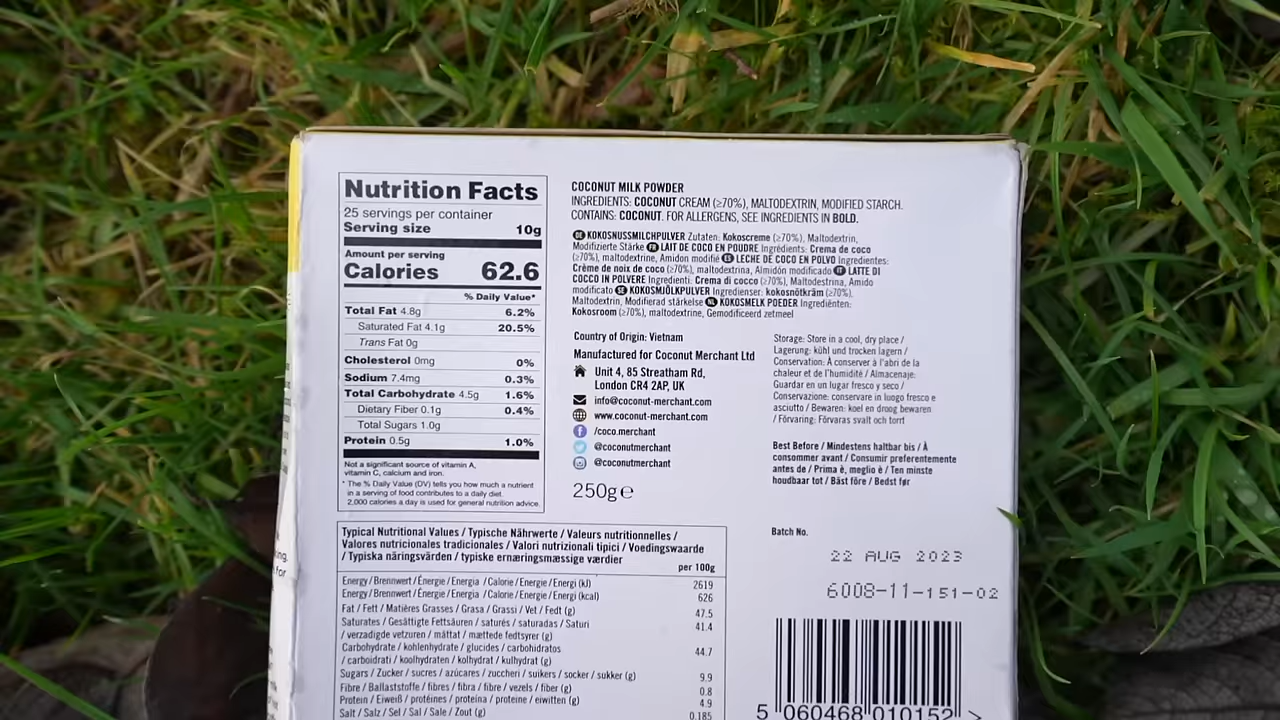 Nutrition Facts
25 servings per container
Serving size 10g
Amount per serving
Calories 62.6
% Daily Value*
Total Fat 4.8g 6.2%
Saturated Fat 4.1g 20.5%
Trans Fat 0g
Cholesterol 0mg 0%
Sodium 7.4mg 0.3%
Total Carbohydrate 4.5g 1.6%
Dietary Fiber 0.1g 0.4%
Total Sugars 1.0g
Protein 0.5g 1.0%
Not a significant source of vitamin A,
vitamin C, calcium and iron.
* The % Daily Value (DV) tells you how much a nutrient
in a serving of food contributes to a daily diet.
2,000 calories a day is used for general nutrition advice.
COCONUT MILK POWDER
INGREDIENTS: COCONUT CREAM (≥70%), MALTODEXTRIN, MODIFIED STARCH.
CONTAINS: COCONUT. FOR ALLERGENS, SEE INGREDIENTS IN BOLD.
DE KOKOSNUSSMILCHPULVER Zutaten: Kokoscreme (≥70%), Maltodextrin,
Modifizierte Stärke FR LAIT DE COCO EN POUDRE Ingrédients: Crema de coco
(≥70%), maltodextrine, Amidon modifié ES LECHE DE COCO EN POLVO Ingredientes:
Crème de noix de coco (≥70%), maltodextrina, Almidón modificado IT LATTE DI
COCCO IN POLVERE Ingredienti: Crema di cocco (≥70%), Maltodestrina, Amido
modificato SE KOKOSMJÖLKPULVER Ingredienser: kokosnötkräm (≥70%),
Maltodextrin, Modifierad stärkelse NL KOKOSMELK POEDER Ingrediënten:
Kokosroom (≥70%), maltodextrine, Gemodificeerd zetmeel
Country of Origin: Vietnam
Manufactured for Coconut Merchant Ltd
Unit 4, 85 Streatham Rd,
London CR4 2AP, UK
info@coconut-merchant.com
www.coconut-merchant.com
/coco.merchant
@coconutmerchant
@coconutmerchant
250g℮
Storage: Store in a cool, dry place /
Lagerung: kühl und trocken lagern /
Conservation: À conserver à l'abri de la
chaleur et de l'humidité / Almacenaje:
Guardar en un lugar fresco y seco /
Conservazione: conservare in luogo fresco e
asciutto / Bewaren: koel en droog bewaren
/ Förvaring: Förvaras svalt och torrt
Best Before / Mindestens haltbar bis / À
consommer avant / Consumir preferentemente
antes de / Prima è, meglio è / Ten minste
houdbaar tot / Bäst före / Bedst før
Batch No.
22 AUG 2023
6008-11-151-02
Typical Nutritional Values / Typische Nährwerte / Valeurs nutritionnelles /
Valores nutricionales tradicionales / Valori nutrizionali tipici / Voedingswaarde
/ Typiska näringsvärden / typiske ernæringsmæssige værdier
per 100g
Energy / Brennwert / Énergie / Energia / Calorie / Energie / Energi (kJ) 2619
Energy / Brennwert / Énergie / Energia / Calorie / Energie / Energi (kcal) 626
Fat / Fett / Matières Grasses / Grasa / Grassi / Vet / Fedt (g) 47.5
Saturates / Gesättigte Fettsäuren / saturés / saturadas / Saturi 41.4
/ verzadigde vetzuren / mättat / mættede fedtsyrer (g)
Carbohydrate / kohlenhydrate / glucides / carbohidratos 44.7
/ carboidrati / koolhydraten / kolhydrat / kulhydrat (g)
Sugars / Zucker / sucres / azúcares / zuccheri / suikers / socker / sukker (g) 9.9
Fibre / Ballaststoffe / fibres / fibra / fibre / vezels / fiber (g) 0.8
Protein / Eiweiß / protéines / proteína / proteine / eiwitten (g) 4.9
Salt / Salz / Sel / Sal / Sale / Zout (g) 0.185
5 060468 010152 >